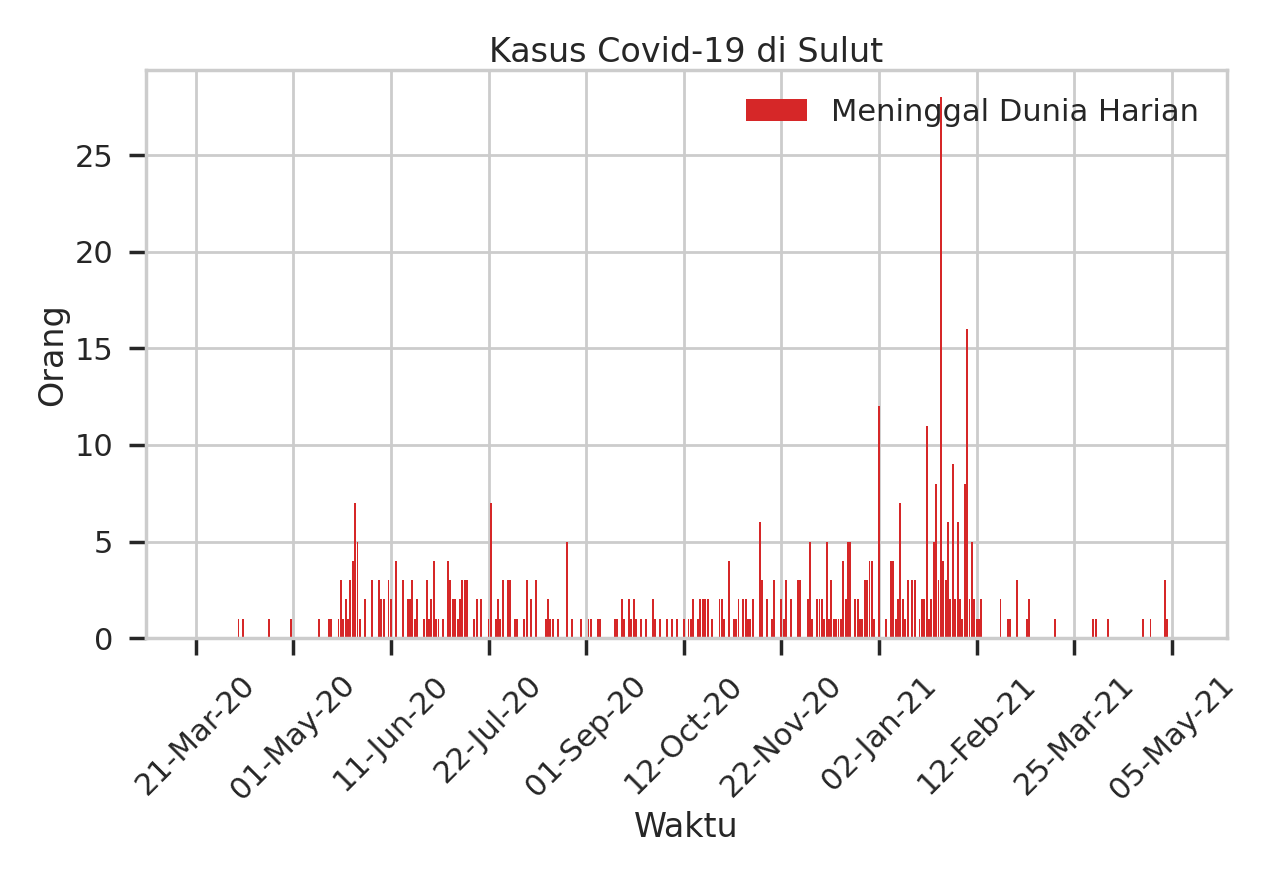 Kasus Covid-19 di Sulut
Meninggal Dunia Harian
25
20
15
10
5
0
Orang
21-Mar-20
01-May-20
11-Jun-20
22-Jul-20
01-Sep-20
12-Oct-20
22-Nov-20
02-Jan-21
12-Feb-21
25-Mar-21
05-May-21
Waktu